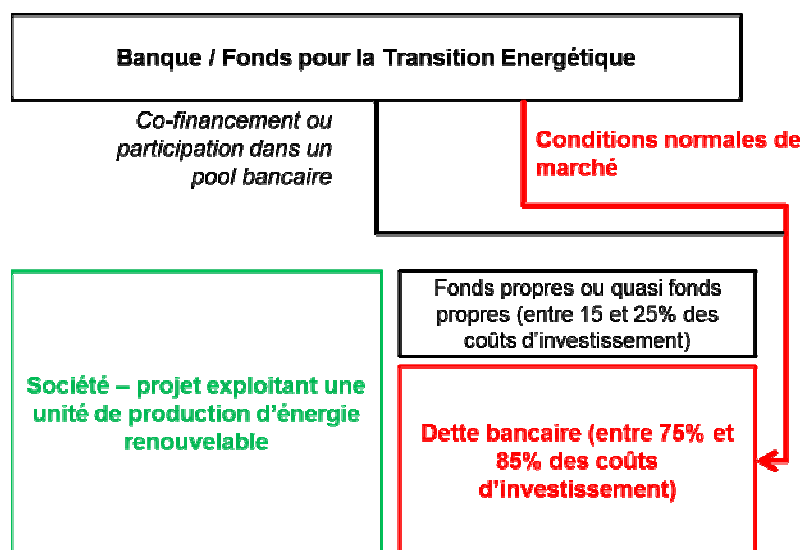 Banque / Fonds pour la Transition Energétique
Co-financement ou
participation dans un
pool bancaire
Conditions normales de
marché
Fonds propres ou quasi fonds
propres (entre 15 et 25% des
coûts d'investissement)
Société – projet exploitant une
unité de production d'énergie
renouvelable
Dette bancaire (entre 75% et
85% des coûts
d'investissement)